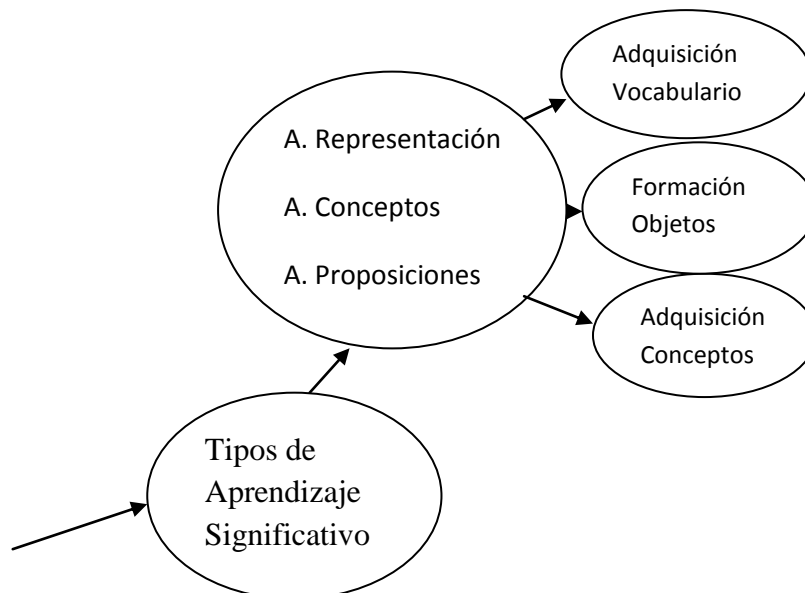 Adquisición
Vocabulario
A. Representación
A. Conceptos
A. Proposiciones
Formación
Objetos
Adquisición
Conceptos
Tipos de
Aprendizaje
Significativo